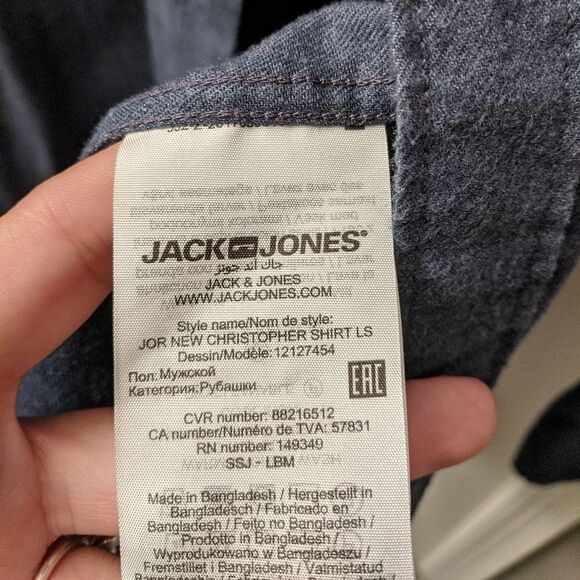 JACK JONES®
جاك أند جونز
JACK & JONES
WWW.JACKJONES.COM
Style name/Nom de style:
JOR NEW CHRISTOPHER SHIRT LS
Dessin/Modèle: 12127454
Пол: Мужской
Категория: Рубашки
EAC
CVR number: 88216512
CA number/Numéro de TVA: 57831
RN number: 149349
SSJ - LBM
Made in Bangladesh / Hergestellt in
Bangladesch / Fabricado en
Bangladesh / Feito no Bangladesh /
Prodotto in Bangladesh /
Wyprodukowano w Bangladeszu /
Fremstillet i Bangladesh / Valmistatud